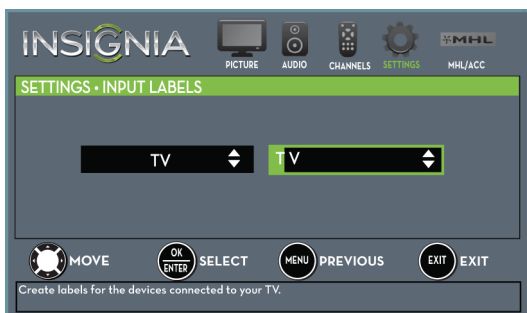 INSIGNIA
PICTURE AUDIO CHANNELS SETTINGS MHL MHL/ACC
SETTINGS • INPUT LABELS
TV TV
MOVE OK ENTER SELECT MENU PREVIOUS EXIT EXIT
Create labels for the devices connected to your TV.